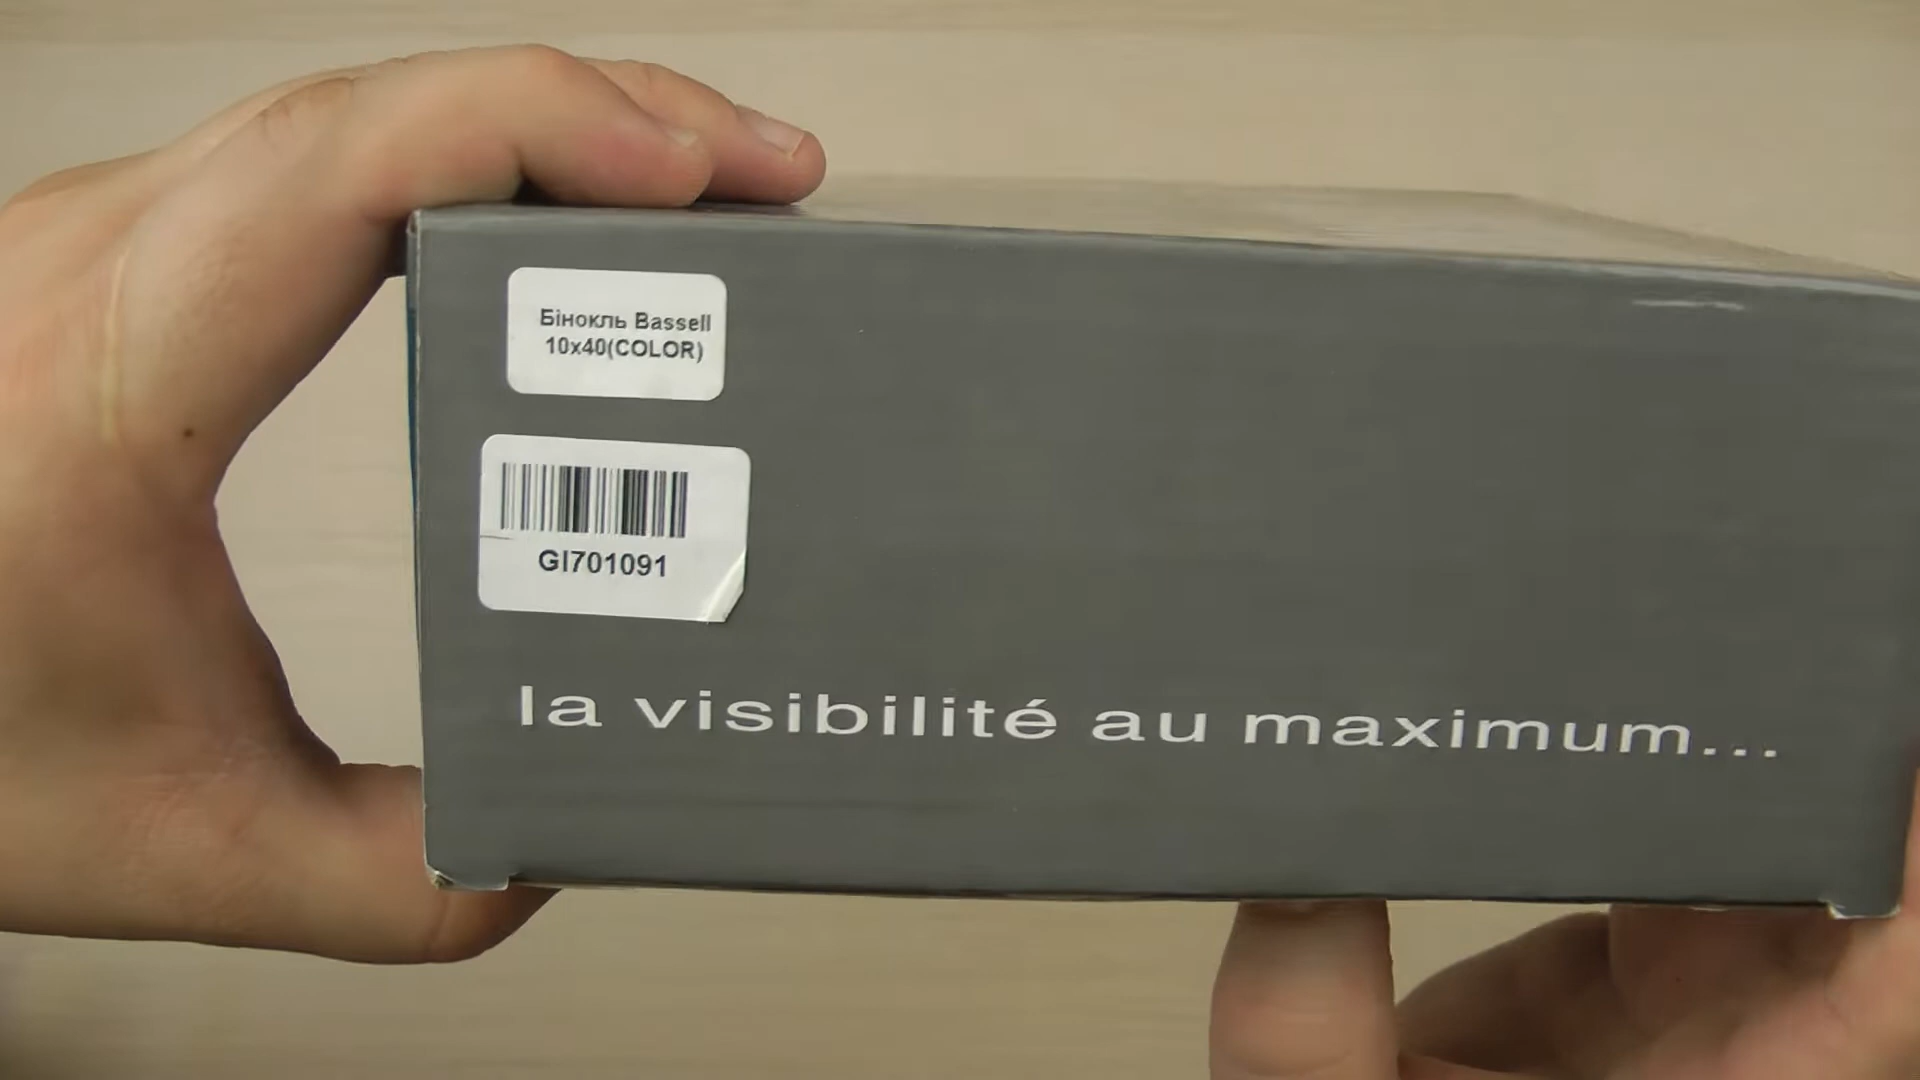 Бінокль Bassell
10x40(COLOR)
GI701091
la visibilité au maximum...